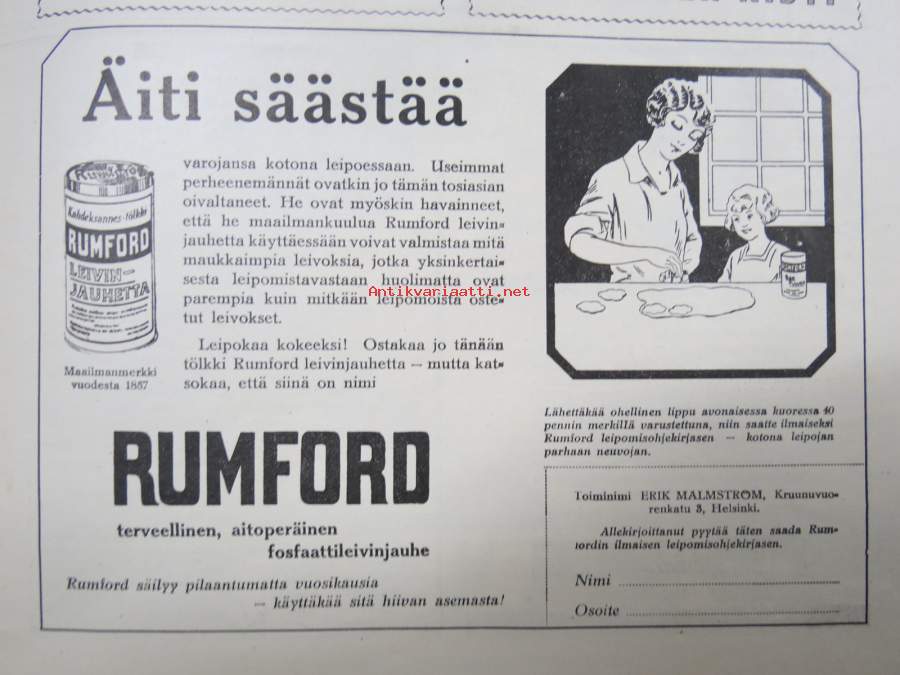 Äiti säästää
varojansa kotona leipoessaan. Useimmat
perheenemännät ovatkin jo tämän tosiasian
oivaltaneet. He ovat myöskin havainneet,
että he maailmankuulua Rumford leivin-
jauhetta käyttäessään voivat valmistaa mitä
maukkaimpia leivoksia, jotka yksinkertai-
sesta leipomistavastaan huolimatta ovat
parempia kuin mitkään leipomoista oste-
tut leivokset.
Leipokaa kokeeksi! Ostakaa jo tänään
tölkki Rumford leivinjauhetta – mutta kat-
sokaa, että siinä on nimi
Kahdeksannes-tölkki
RUMFORD
LEIVIN-
JAUHETTA
Maailmanmerkki
vuodesta 1857
RUMFORD
terveellinen, aitoperäinen
fosfaattileivinjauhe
Rumford säilyy pilaantumatta vuosikausia
– käyttäkää sitä hiivan asemasta!
RUMFORD
Lähettäkää ohellinen lippu avonaisessa kuoressa 40
pennin merkillä varustettuna, niin saatte ilmaiseksi
Rumford leipomisohjekirjasen – kotona leipojan
parhaan neuvojan.
Toiminimi ERIK MALMSTRÖM, Kruunuvuo-
renkatu 3, Helsinki.
Allekirjoittanut pyytää täten saada Rum-
fordin ilmaisen leipomisohjekirjasen.
Nimi
Osoite
Antikvariaatti.net